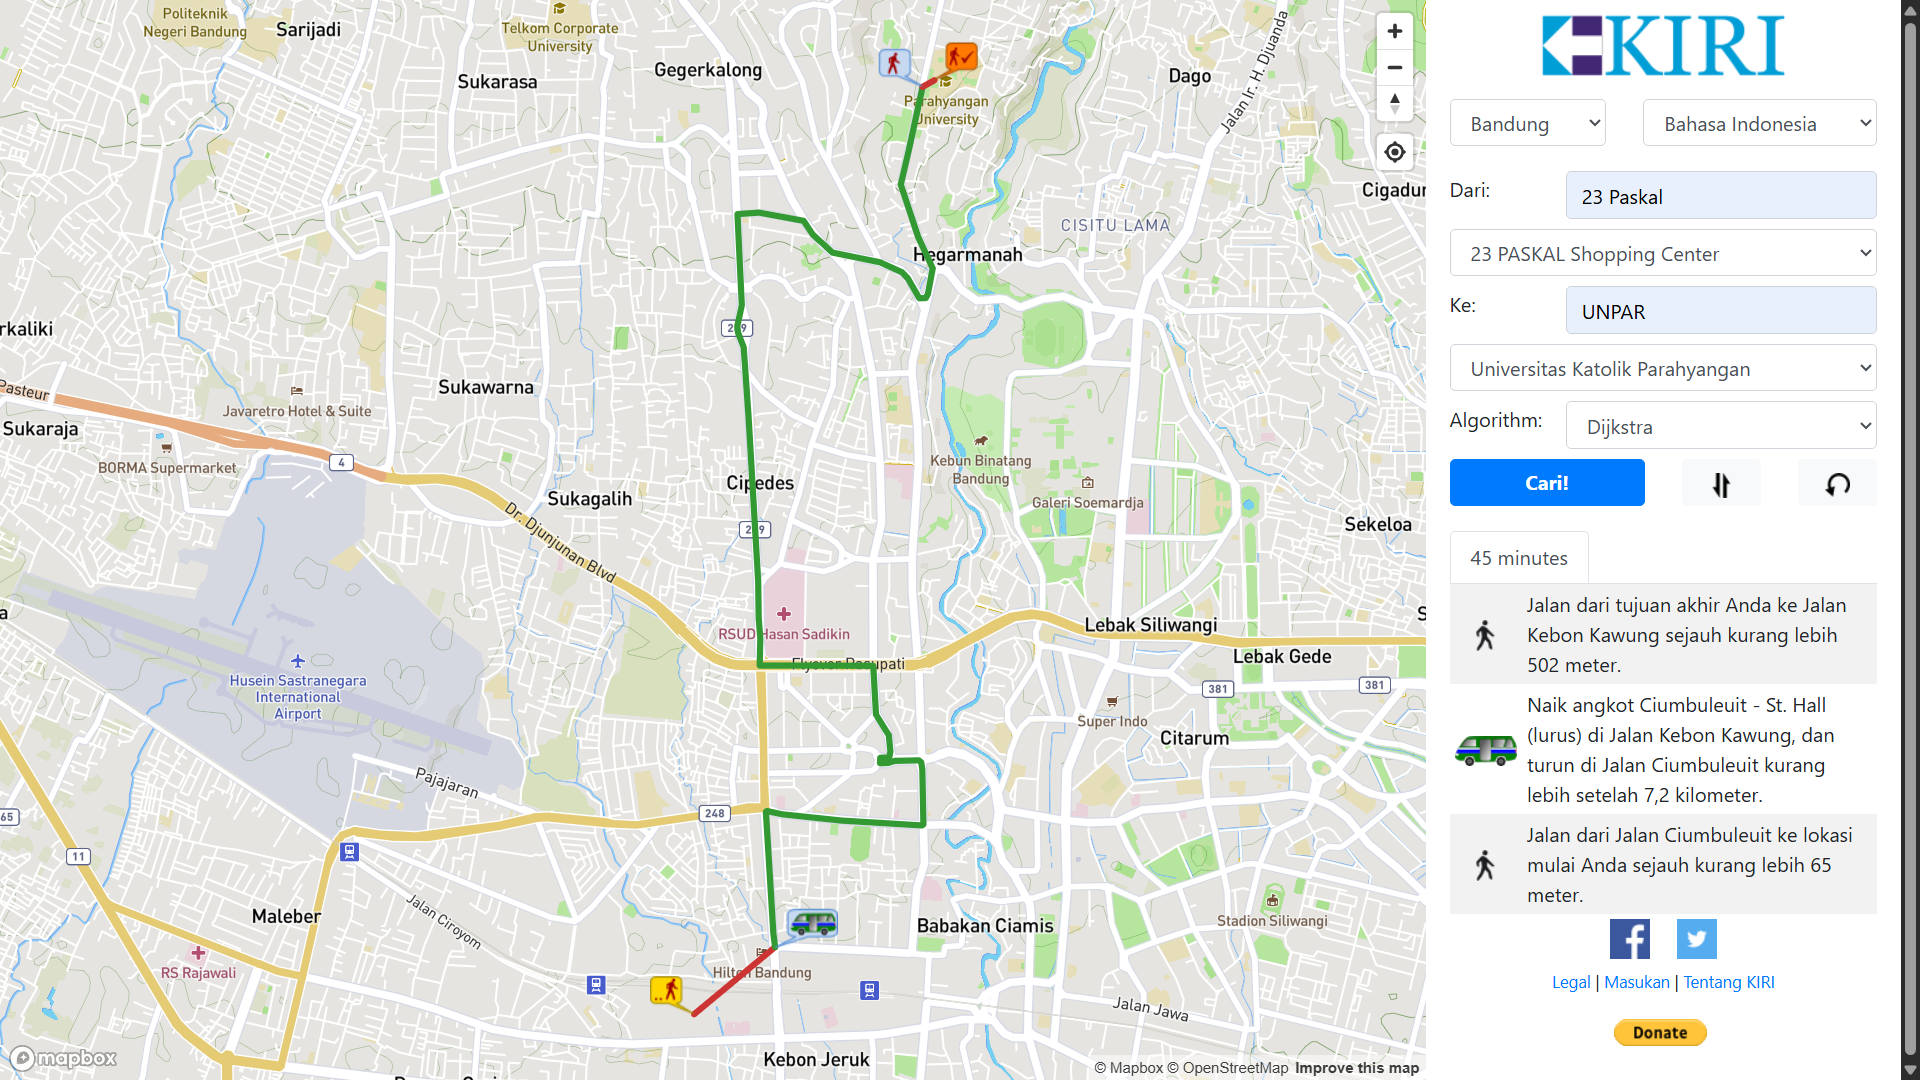 Politeknik
Negeri Bandung
Sarijadi
Telkom Corporate
University
Sukarasa
Gegerkalong
Parahyangan
University
Dago
Jalan Ir. H. Djuanda
CISITU LAMA
Hegarmanah
Pasteur
Sukaraja
Javaretro Hotel & Suite
BORMA Supermarket
4
Sukawarna
Sukagalih
Dr. Djunjunan Blvd
Cipedes
Kebun Binatang
Bandung
Galeri Soemardja
Sekeloa
RSUD Hasan Sadikin
Flyover Pasupati
Lebak Siliwangi
Lebak Gede
381
381
Super Indo
Citarum
Husein Sastranegara
International
Airport
Pajajaran
248
65
11
Maleber
Jalan Ciroyom
RS Rajawali
Hilton Bandung
Babakan Ciamis
Stadion Siliwangi
Jalan Jawa
Kebon Jeruk
mapbox
© Mapbox © OpenStreetMap Improve this map
KIRI
Bandung
Bahasa Indonesia
Dari:
23 Paskal
23 PASKAL Shopping Center
Ke:
UNPAR
Universitas Katolik Parahyangan
Algorithm:
Dijkstra
Cari!
45 minutes
Jalan dari tujuan akhir Anda ke Jalan
Kebon Kawung sejauh kurang lebih
502 meter.
Naik angkot Ciumbuleuit - St. Hall
(lurus) di Jalan Kebon Kawung, dan
turun di Jalan Ciumbuleuit kurang
lebih setelah 7,2 kilometer.
Jalan dari Jalan Ciumbuleuit ke lokasi
mulai Anda sejauh kurang lebih 65
meter.
Legal | Masukan | Tentang KIRI
Donate